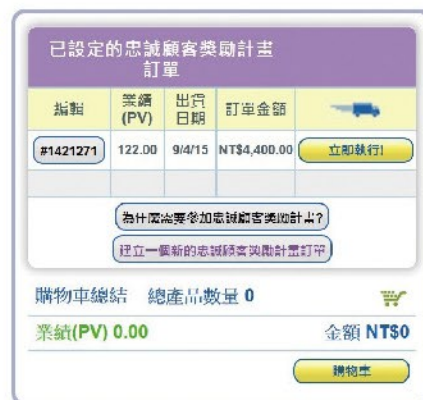 已設定的忠誠顧客獎勵計畫
訂單
編輯 業績 (PV) 出貨日期 訂單金額
#1421271 122.00 9/4/15 NT$4,400.00 立即執行!
為什麼需要參加忠誠顧客獎勵計畫?
建立一個新的忠誠顧客獎勵計畫訂單
購物車總結 總產品數量 0
業績(PV) 0.00 金額 NT$0
購物車